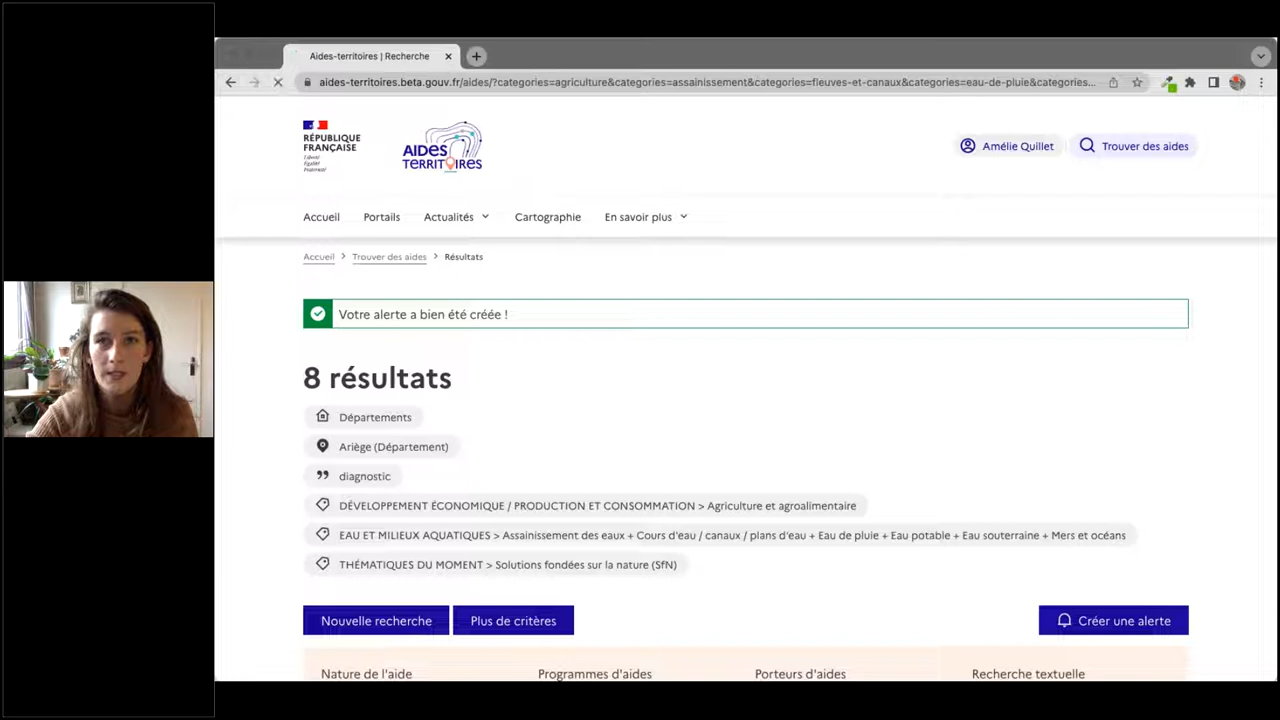 Aides-territoires | Recherche
aides-territoires.beta.gouv.fr/aides/?categories=agriculture&categories=assainissement&categories=fleuves-et-canaux&categories=eau-de-pluie&categories...
RÉPUBLIQUE
FRANÇAISE
Liberté
Égalité
Fraternité
AIDES
TERRITOIRES
Amélie Quillet
Trouver des aides
Accueil
Portails
Actualités
Cartographie
En savoir plus
Accueil > Trouver des aides > Résultats
Votre alerte a bien été créée !
8 résultats
Départements
Ariège (Département)
diagnostic
DÉVELOPPEMENT ÉCONOMIQUE / PRODUCTION ET CONSOMMATION > Agriculture et agroalimentaire
EAU ET MILIEUX AQUATIQUES > Assainissement des eaux + Cours d'eau / canaux / plans d'eau + Eau de pluie + Eau potable + Eau souterraine + Mers et océans
THÉMATIQUES DU MOMENT > Solutions fondées sur la nature (SfN)
Nouvelle recherche
Plus de critères
Créer une alerte
Nature de l'aide
Programmes d'aides
Porteurs d'aides
Recherche textuelle